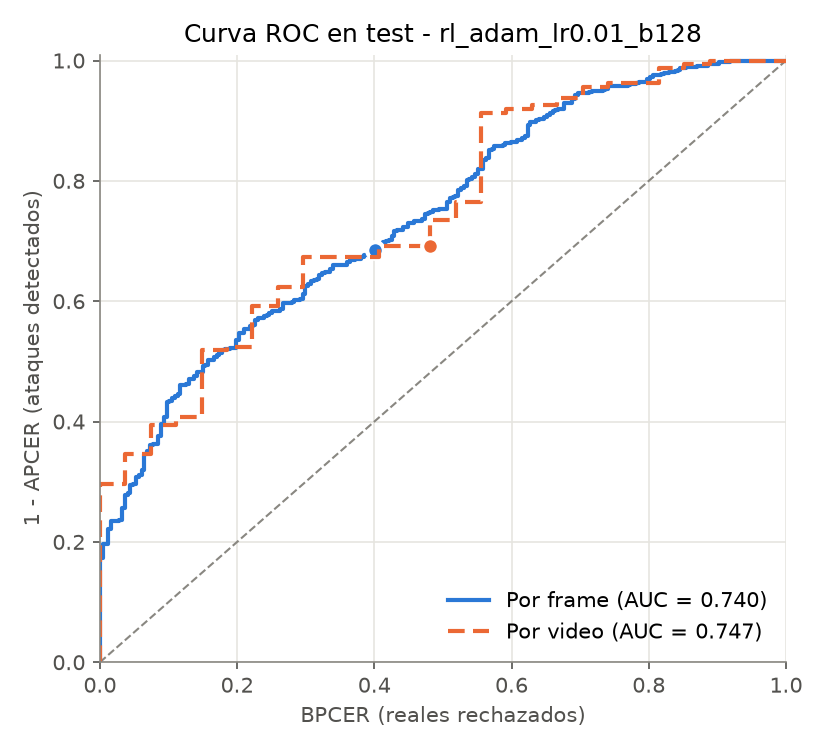 Curva ROC en test - rl_adam_lr0.01_b128
1 - APCER (ataques detectados)
1.0
0.8
0.6
0.4
0.2
0.0
Por frame (AUC = 0.740)
Por video (AUC = 0.747)
0.0 0.2 0.4 0.6 0.8 1.0
BPCER (reales rechazados)